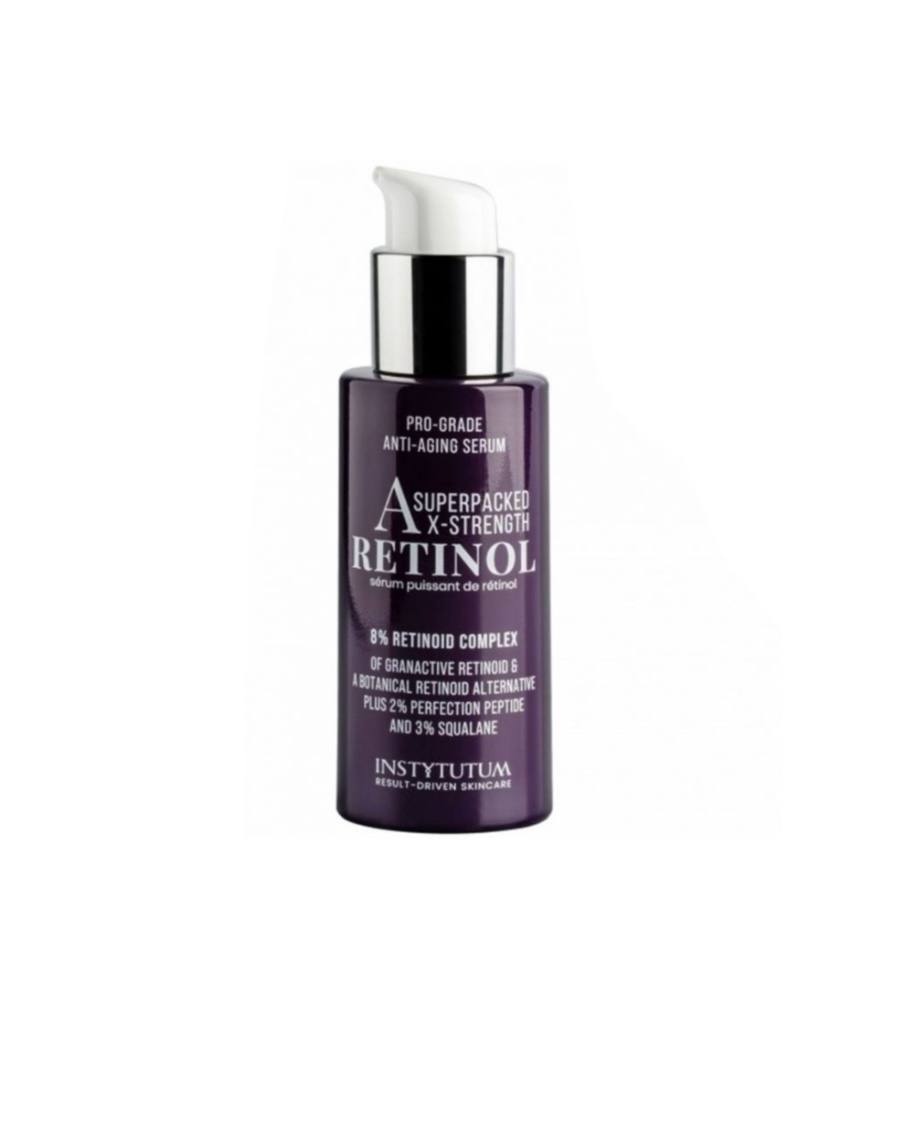 PRO-GRADE
ANTI-AGING SERUM
A SUPERPACKED
X-STRENGTH
RETINOL
sérum puissant de rétinol
8% RETINOID COMPLEX
OF GRANACTIVE RETINOID &
A BOTANICAL RETINOID ALTERNATIVE
PLUS 2% PERFECTION PEPTIDE
AND 3% SQUALANE
INSTYTUTUM
RESULT-DRIVEN SKINCARE